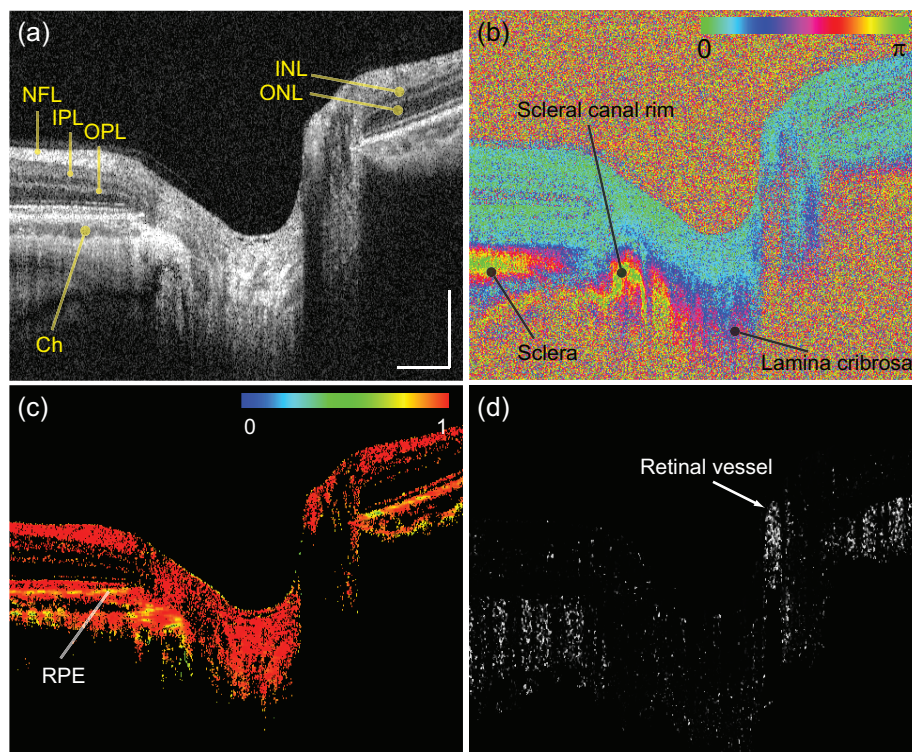 (a)
NFL
IPL
OPL
INL
ONL
Ch
(b)
0
π
Scleral canal rim
Sclera
Lamina cribrosa
(c)
0
1
RPE
(d)
Retinal vessel